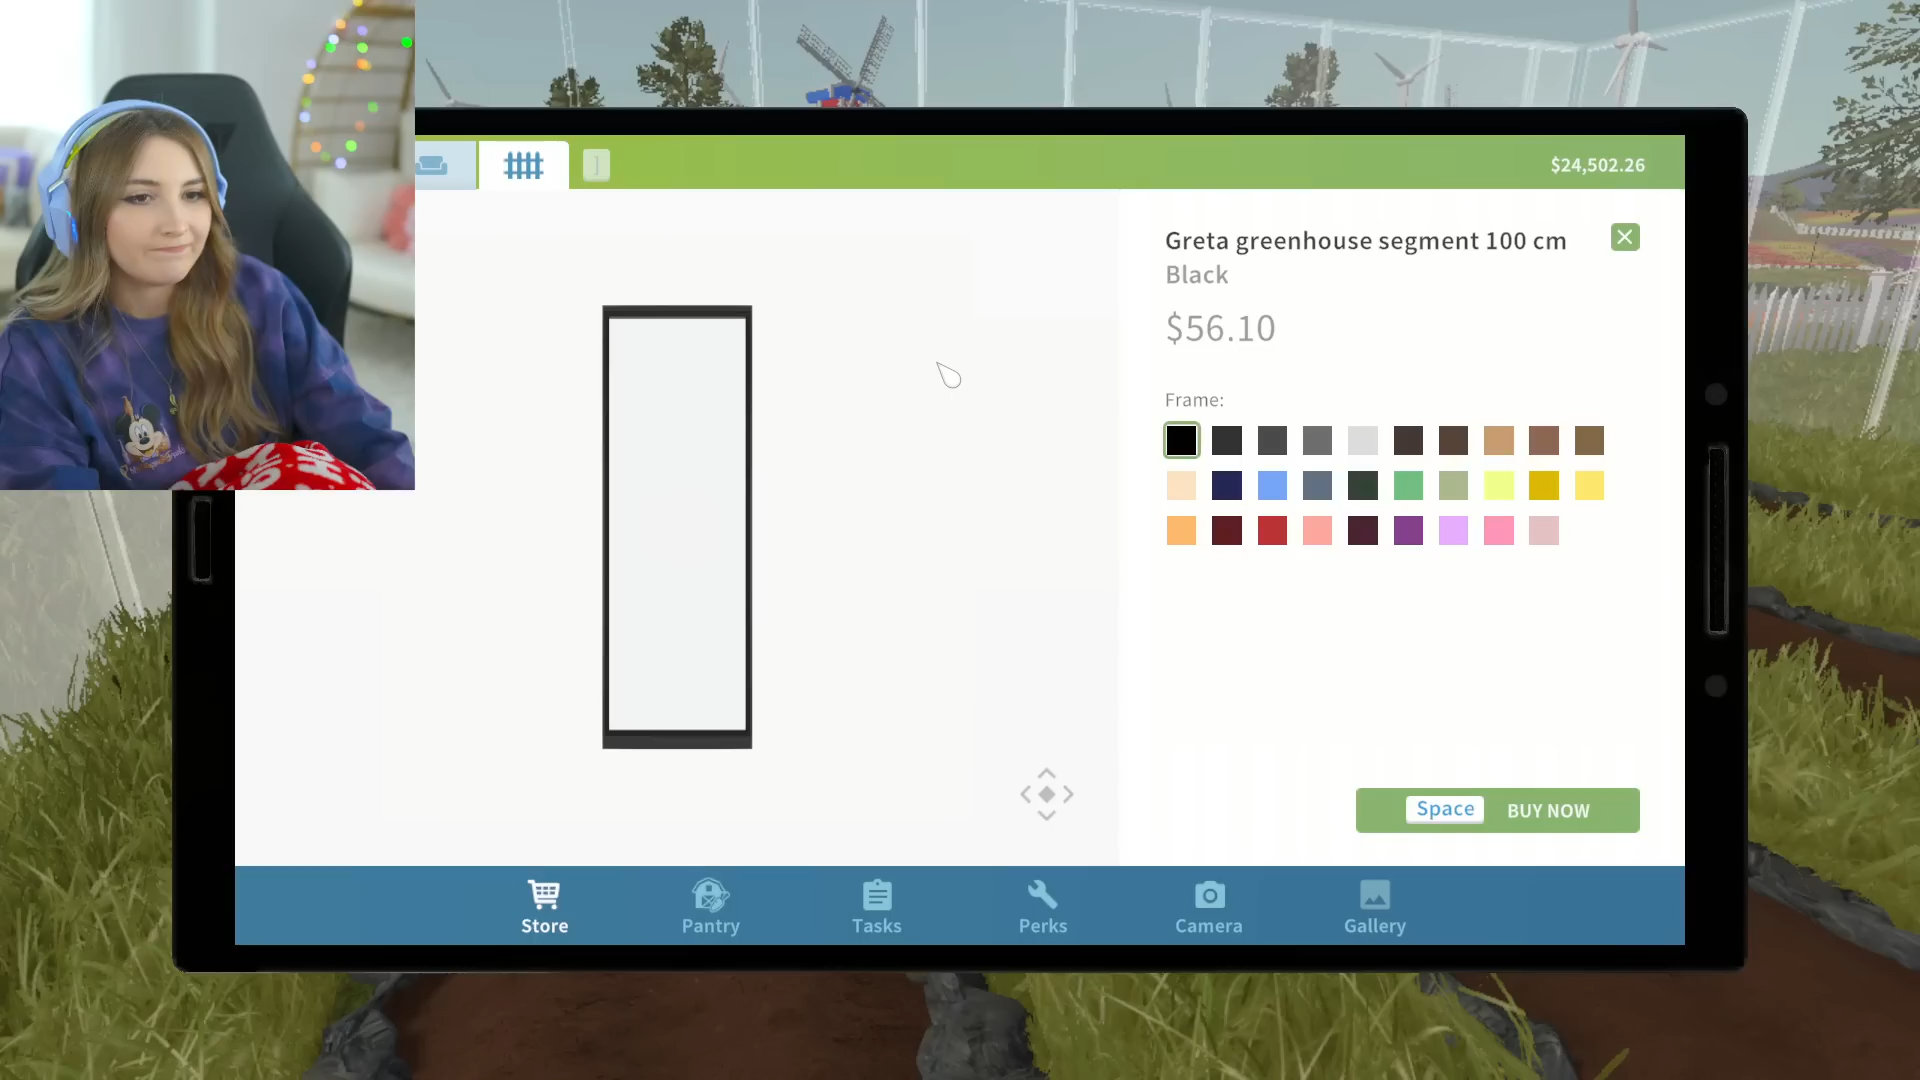 ]
$24,502.26
Greta greenhouse segment 100 cm
Black
$56.10
Frame:
Space BUY NOW
Store Pantry Tasks Perks Camera Gallery